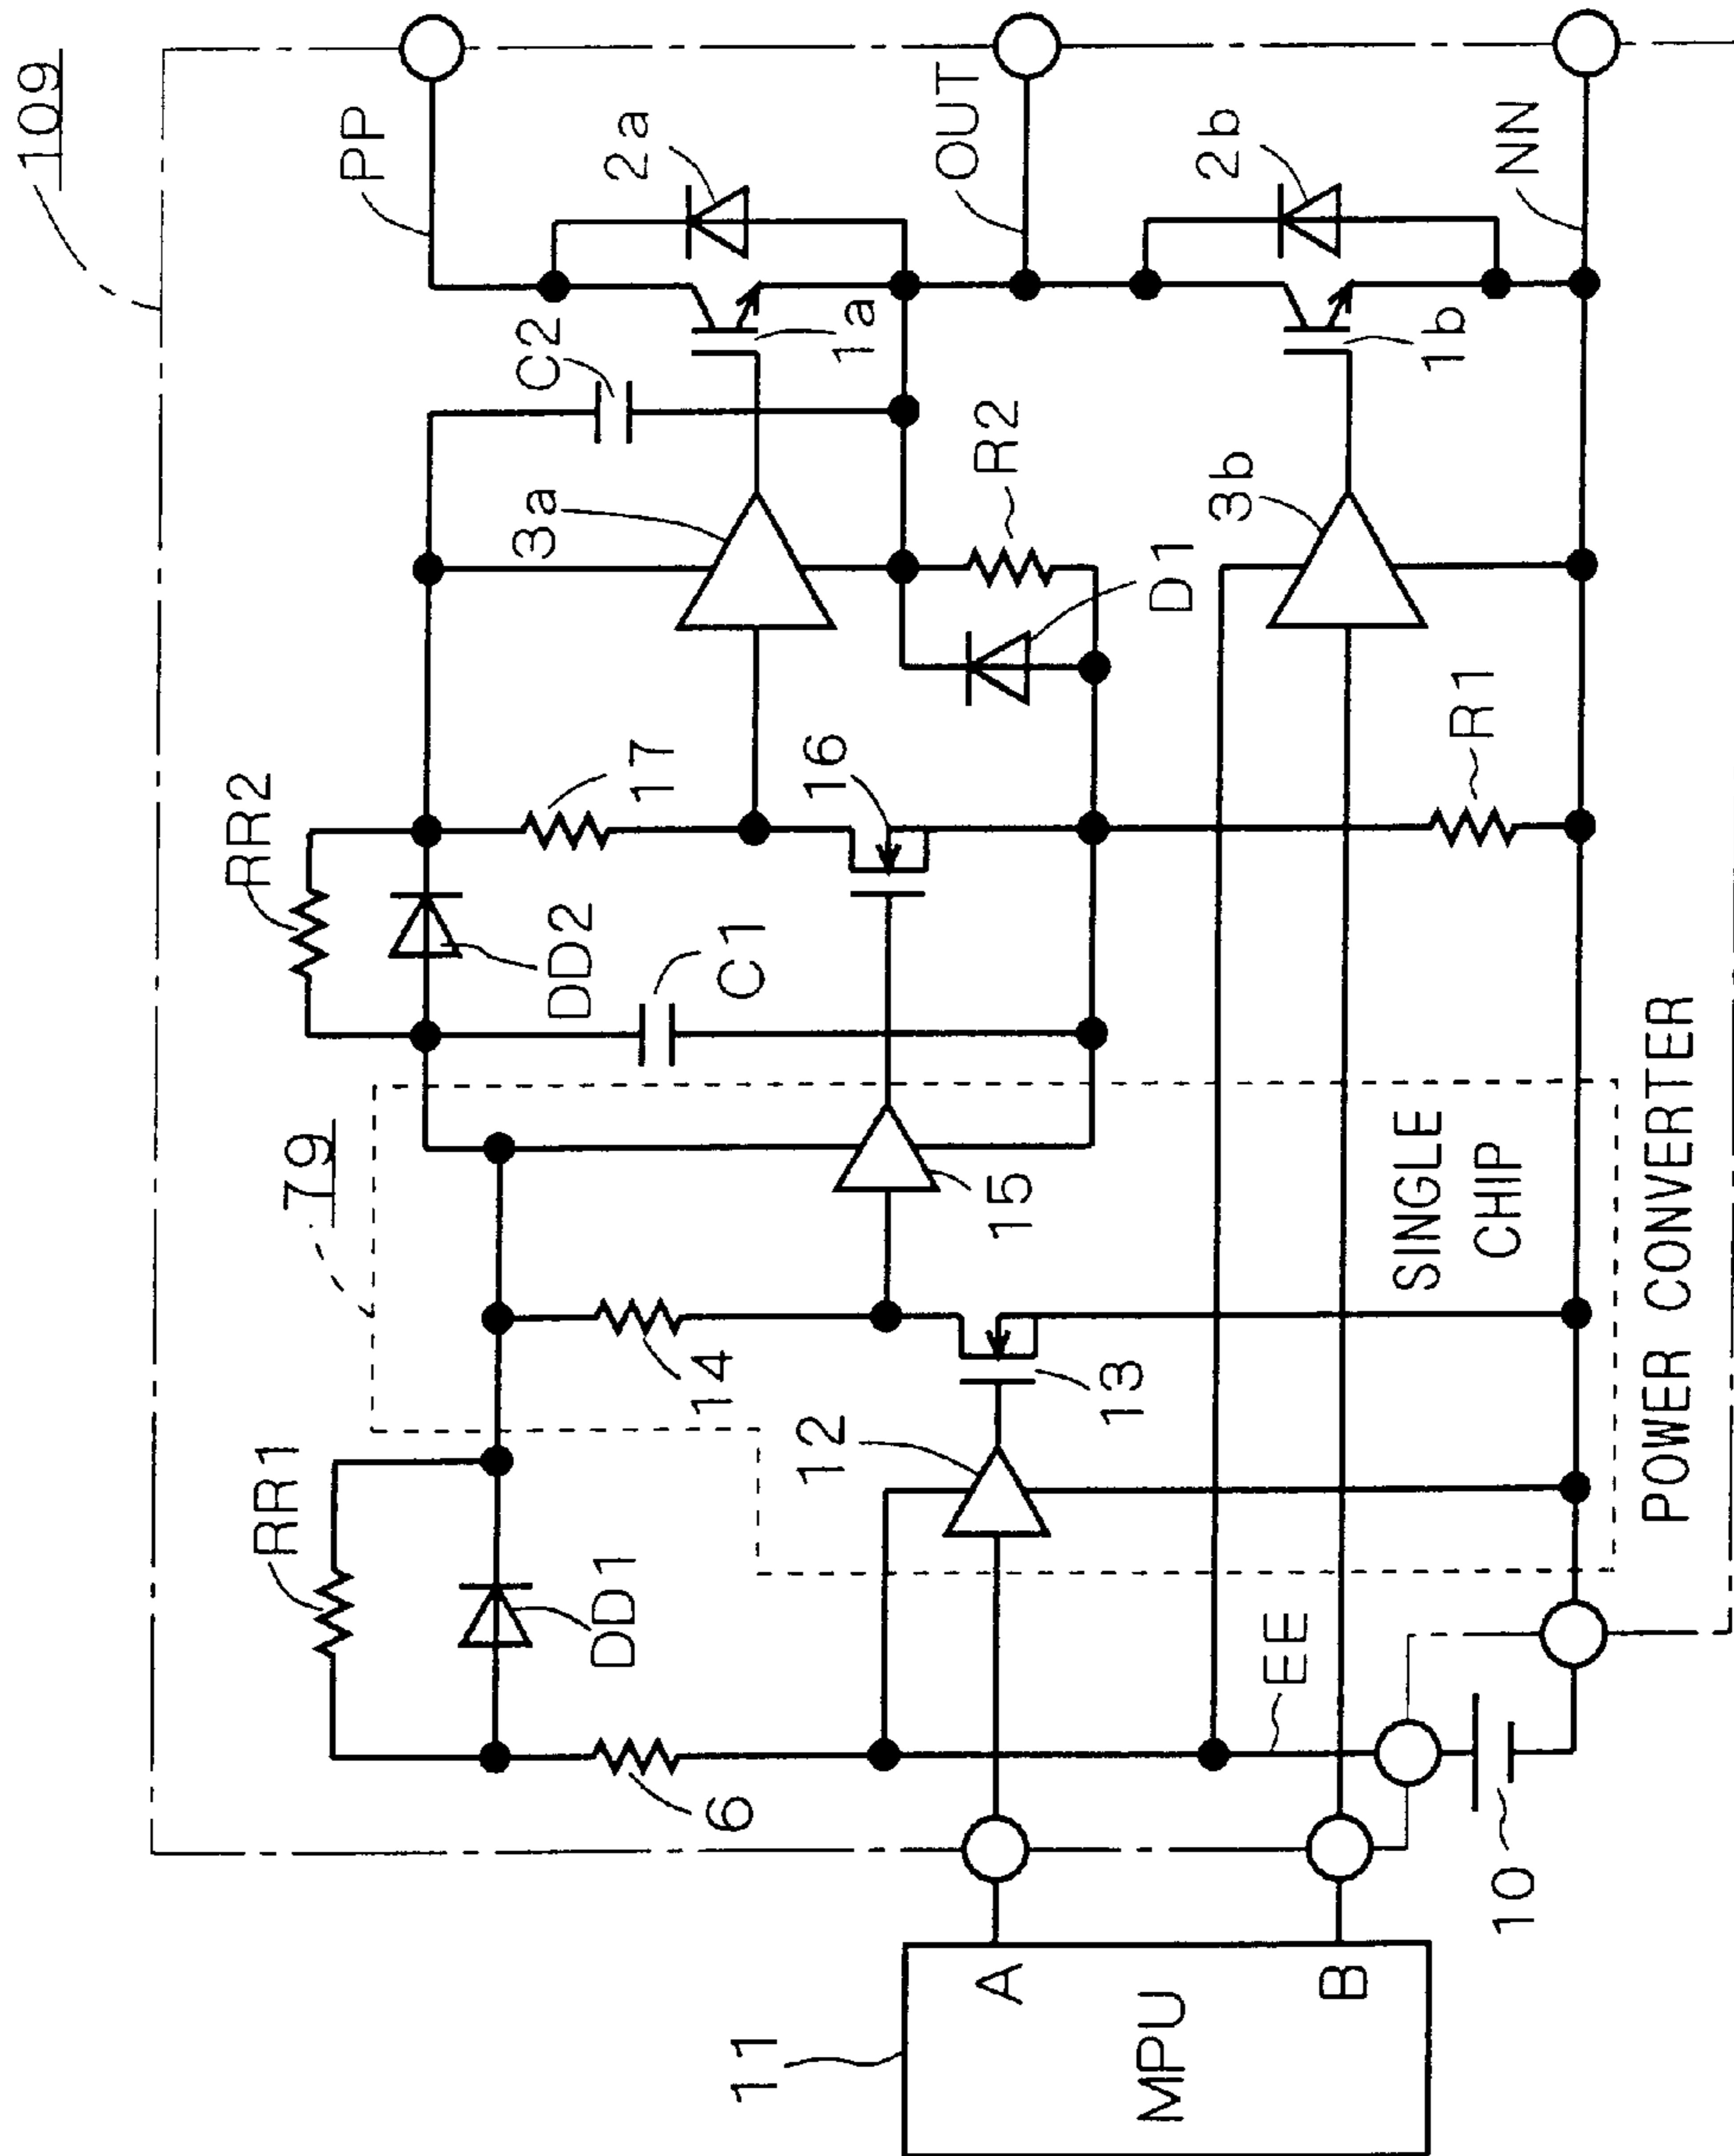 109
PP
2a
C2
1a
OUT
3a
R2
2b
NN
1b
3b
D1
RR2
17
16
R1
DD2
C1
79
15
SINGLE
CHIP
POWER CONVERTER
14
13
12
RR1
DD1
6
EE
10
11
MPU
A
B